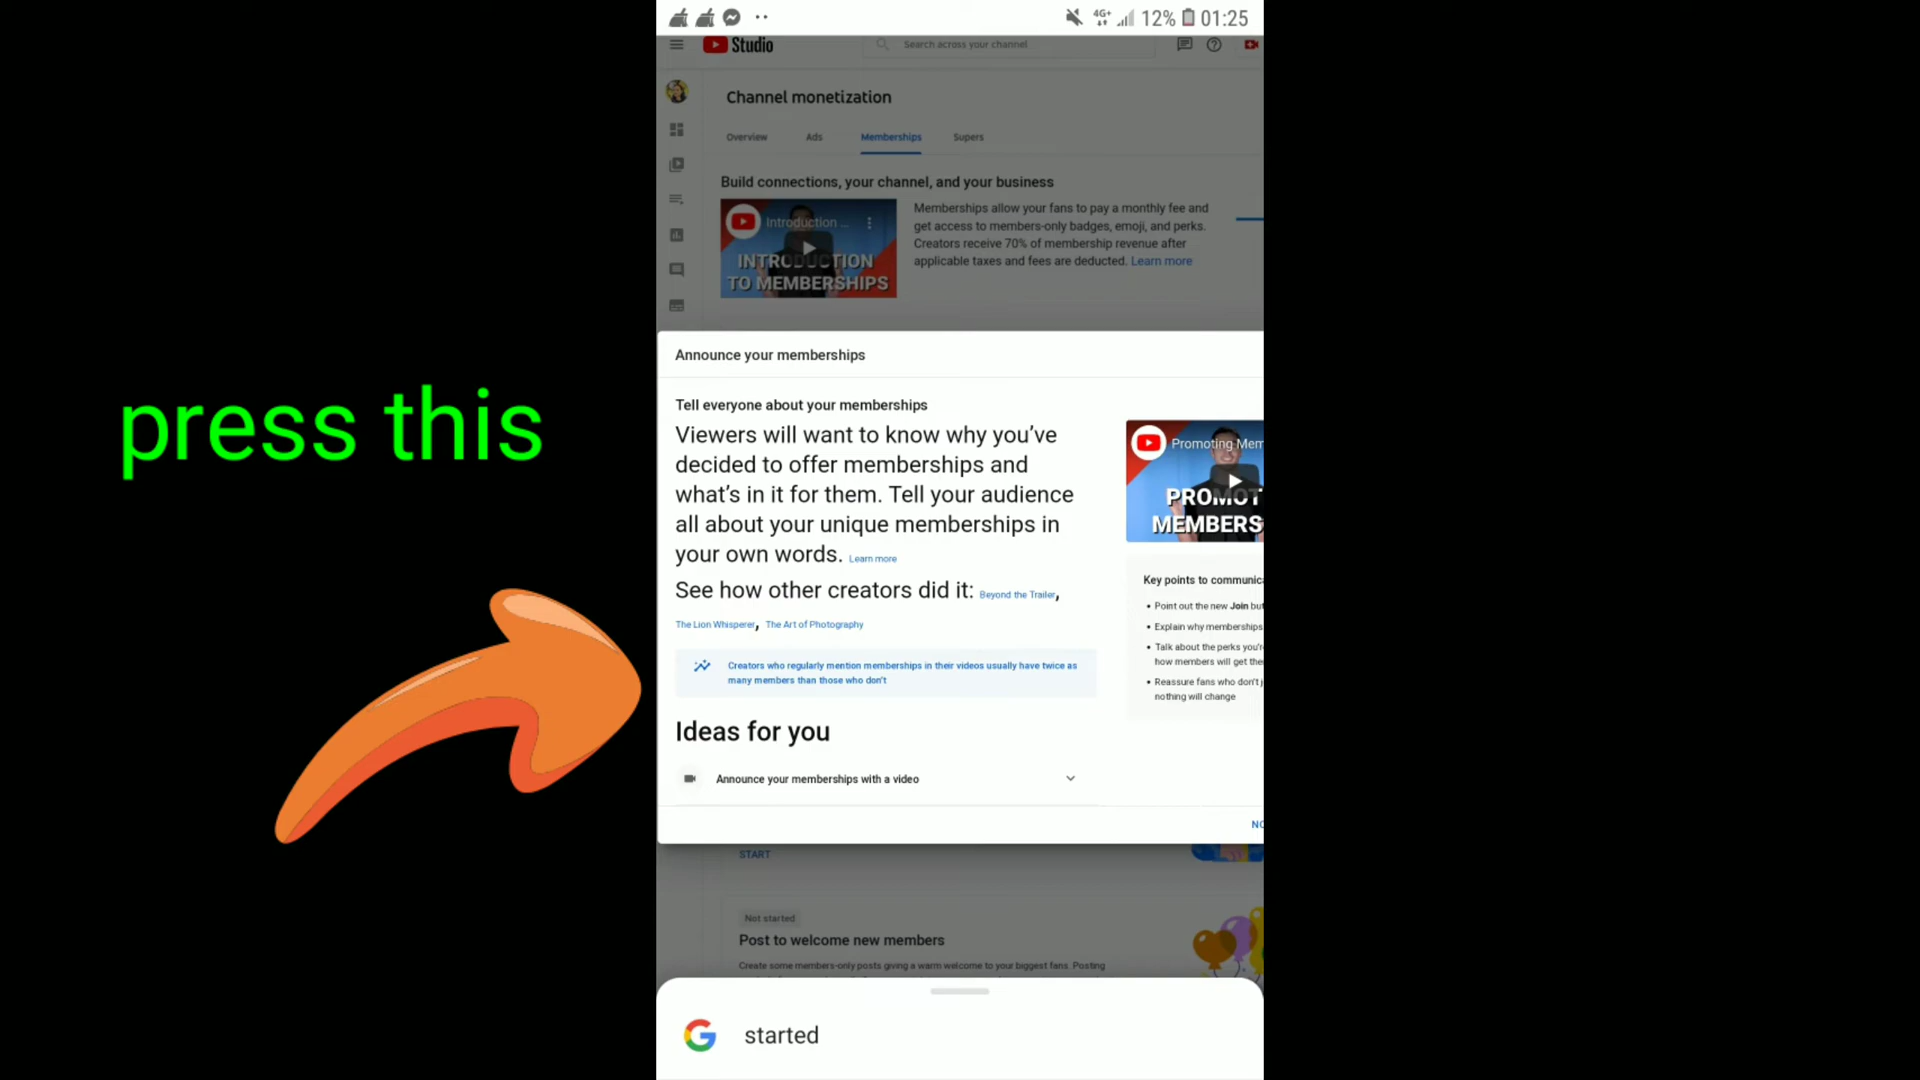 4G+ 12% 01:25
Studio
Search across your channel
Channel monetization
Overview Ads Memberships Supers
Build connections, your channel, and your business
Introduction ...
INTRODUCTION
TO MEMBERSHIPS
Memberships allow your fans to pay a monthly fee and
get access to members-only badges, emoji, and perks.
Creators receive 70% of membership revenue after
applicable taxes and fees are deducted. Learn more
press this
Announce your memberships
Tell everyone about your memberships
Viewers will want to know why you've
decided to offer memberships and
what's in it for them. Tell your audience
all about your unique memberships in
your own words. Learn more
See how other creators did it: Beyond the Trailer,
The Lion Whisperer, The Art of Photography
Creators who regularly mention memberships in their videos usually have twice as
many members than those who don't
Ideas for you
Announce your memberships with a video
Promoting Mem
PROMOT
MEMBERS
Key points to communica
• Point out the new Join but
• Explain why memberships
• Talk about the perks you'r
how members will get the
• Reassure fans who don't j
nothing will change
NO
START
Not started
Post to welcome new members
Create some members-only posts giving a warm welcome to your biggest fans. Posting
started